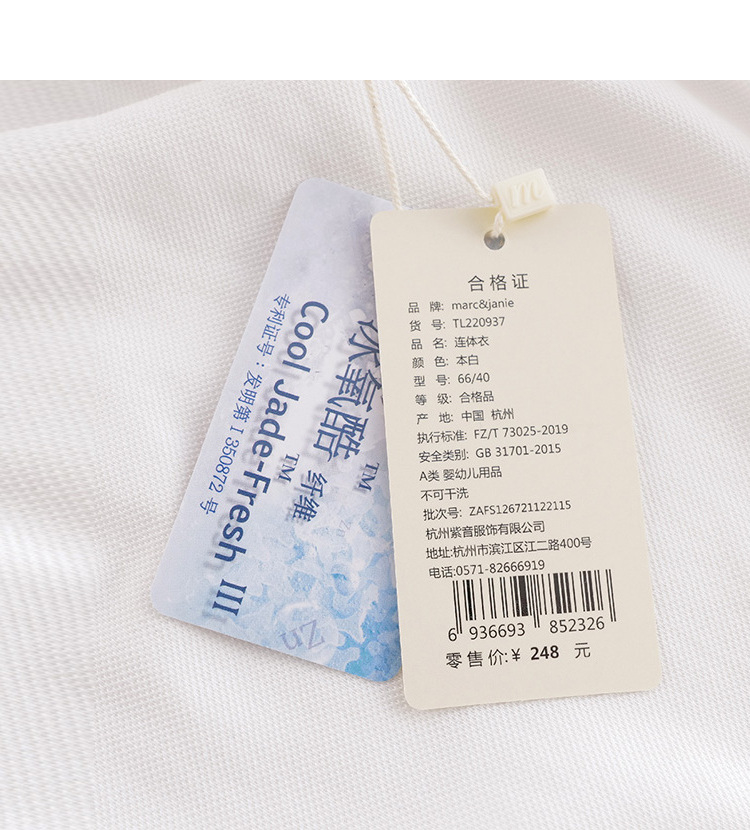 合格证
品 牌: marc&janie
货 号: TL220937
品 名: 连体衣
颜 色: 本白
型 号: 66/40
等 级: 合格品
产 地: 中国 杭州
执行标准: FZ/T 73025-2019
安全类别: GB 31701-2015
A类 婴幼儿用品
不可干洗
批次号: ZAFS126721122115
杭州紫音服饰有限公司
地址:杭州市滨江区江二路400号
电话:0571-82666919
6 936693 852326
零售价:¥ 248 元
冰氧酷™ 纤维™
Cool Jade-Fresh III
专利证号:发明第I350872号
Zn
m